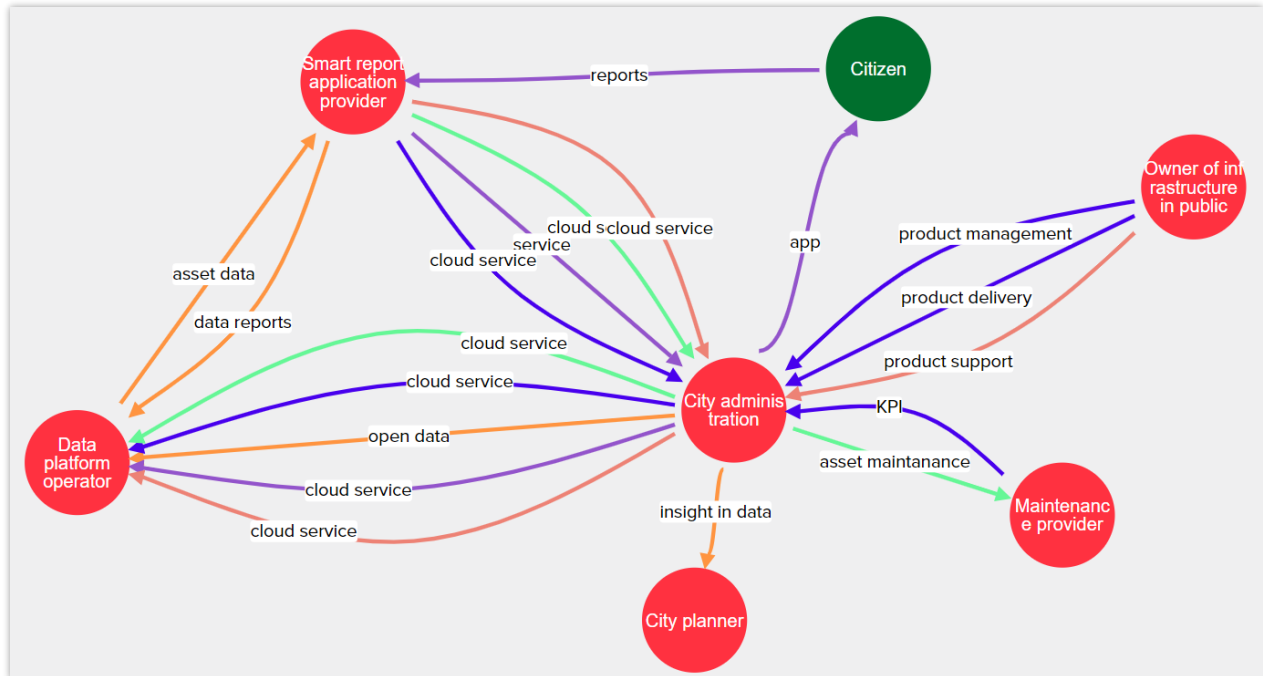 Smart report
application
provider
reports
Citizen
Owner of inf
rastructure
in public
app
product management
cloud s
cloud service
service
cloud service
asset data
product delivery
data reports
cloud service
product support
cloud service
City adminis
tration
KPI
open data
asset maintanance
Data
platform
operator
cloud service
insight in data
Maintenanc
e provider
cloud service
City planner